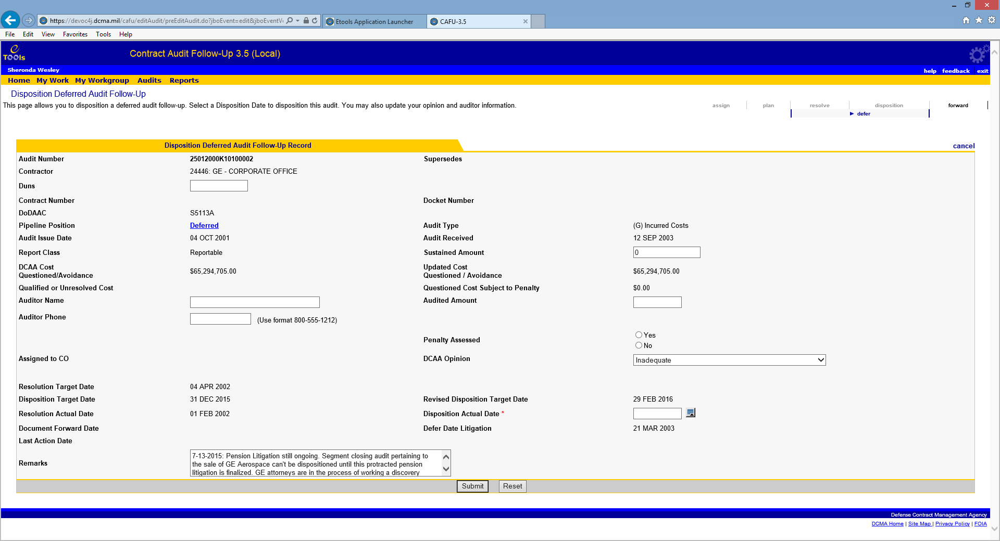 https://devoc4j.dcma.mil/cafu/editAudit/preEditAudit.do?jboEvent=edit&jboEventV
Etools Application Launcher
CAFU-3.5
File Edit View Favorites Tools Help
e TOOls
Contract Audit Follow-Up 3.5 (Local)
Sheronda Wesley
help feedback exit
Home My Work My Workgroup Audits Reports
Disposition Deferred Audit Follow-Up
This page allows you to disposition a deferred audit follow-up. Select a Disposition Date to disposition this audit. You may also update your opinion and auditor information.
assign plan resolve disposition forward
defer
Disposition Deferred Audit Follow-Up Record
cancel
Audit Number 25012000K10100002 Supersedes
Contractor 24446: GE - CORPORATE OFFICE
Duns
Contract Number Docket Number
DoDAAC S5113A
Pipeline Position Deferred Audit Type (G) Incurred Costs
Audit Issue Date 04 OCT 2001 Audit Received 12 SEP 2003
Report Class Reportable Sustained Amount 0
DCAA Cost
Questioned/Avoidance $65,294,705.00 Updated Cost
Questioned / Avoidance $65,294,705.00
Qualified or Unresolved Cost Questioned Cost Subject to Penalty $0.00
Auditor Name Audited Amount
Auditor Phone (Use format 800-555-1212)
Penalty Assessed Yes
No
Assigned to CO DCAA Opinion Inadequate
Resolution Target Date 04 APR 2002
Disposition Target Date 31 DEC 2015 Revised Disposition Target Date 29 FEB 2016
Resolution Actual Date 01 FEB 2002 Disposition Actual Date *
Document Forward Date Defer Date Litigation 21 MAR 2003
Last Action Date
Remarks
7-13-2015: Pension Litigation still ongoing. Segment closing audit pertaining to
the sale of GE Aerospace can't be dispositioned until this protracted pension
litigation is finalized. GE attorneys are in the process of working a discovery
Submit Reset
Defense Contract Management Agency
DCMA Home | Site Map | Privacy Policy | FOIA